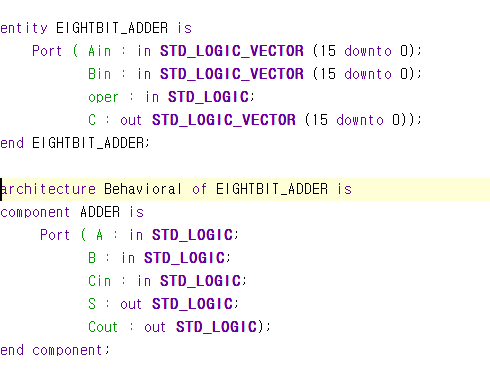 entity EIGHTBIT_ADDER is
Port ( Ain : in STD_LOGIC_VECTOR (15 downto 0);
Bin : in STD_LOGIC_VECTOR (15 downto 0);
oper : in STD_LOGIC;
C : out STD_LOGIC_VECTOR (15 downto 0));
end EIGHTBIT_ADDER;
architecture Behavioral of EIGHTBIT_ADDER is
component ADDER is
Port ( A : in STD_LOGIC;
B : in STD_LOGIC;
Cin : in STD_LOGIC;
S : out STD_LOGIC;
Cout : out STD_LOGIC);
end component;